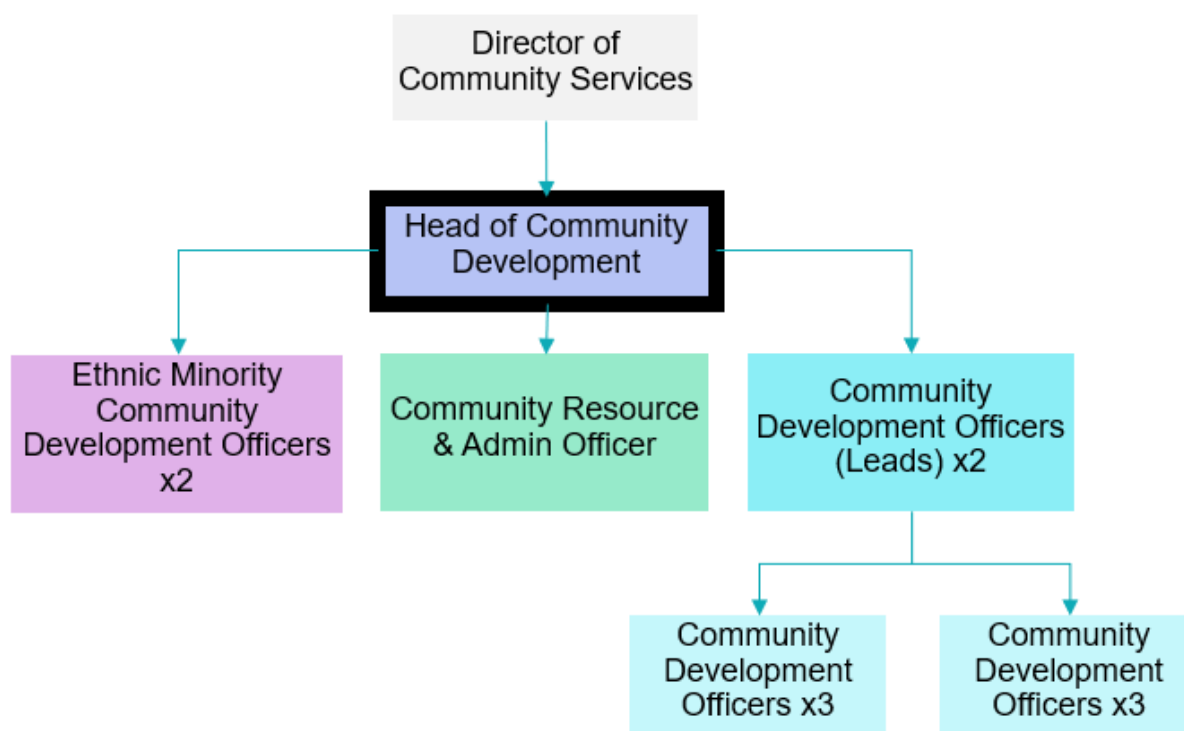 Director of
Community Services
Head of Community
Development
Ethnic Minority
Community
Development Officers
x2
Community Resource
& Admin Officer
Community
Development Officers
(Leads) x2
Community
Development
Officers x3
Community
Development
Officers x3